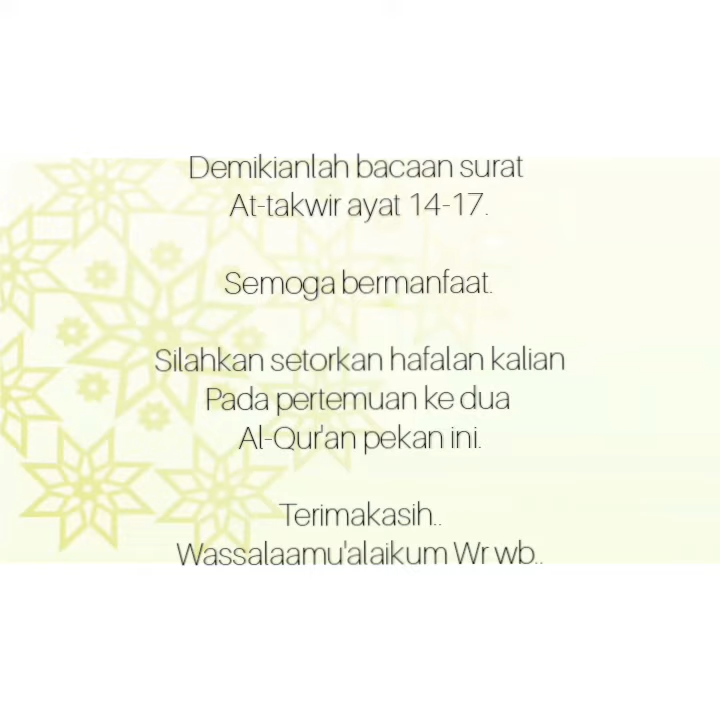 Demikianlah bacaan surat
At-takwir ayat 14-17.
Semoga bermanfaat.
Silahkan setorkan hafalan kalian
Pada pertemuan ke dua
Al-Qur'an pekan ini.
Terimakasih..
Wassalaamu'alaikum Wr wb..